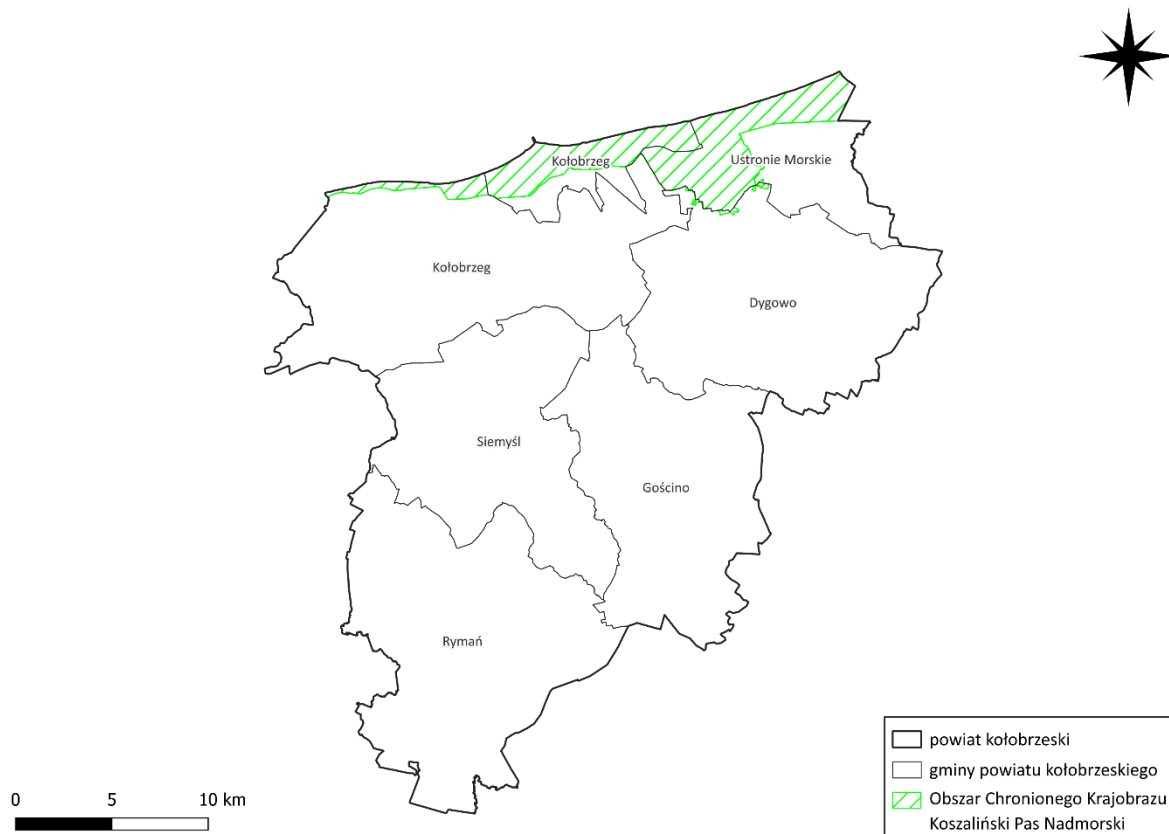 Kołobrzeg
Ustronie Morskie
Kołobrzeg
Dygowo
Siemyśl
Gościno
Rymań
0 5 10 km
powiat kołobrzeski
gminy powiatu kołobrzeskiego
Obszar Chronionego Krajobrazu
Koszaliński Pas Nadmorski